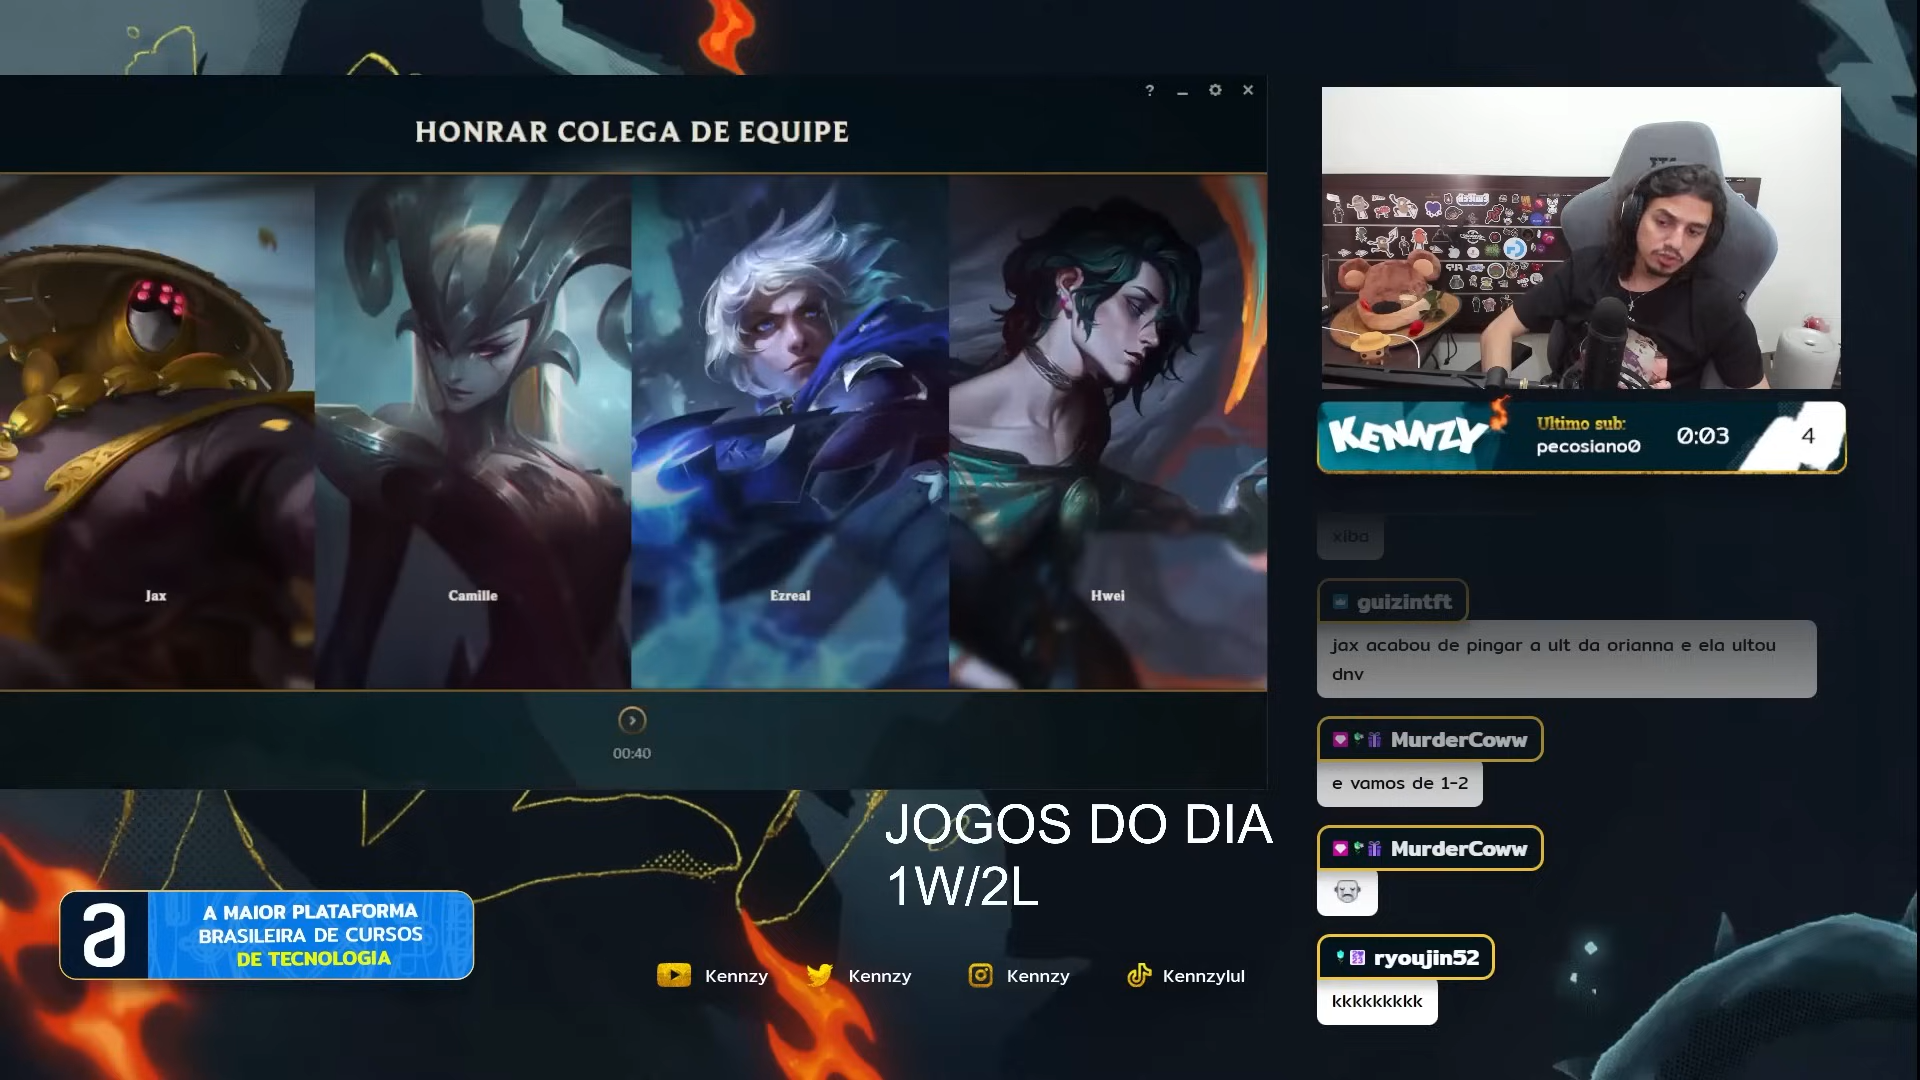 HONRAR COLEGA DE EQUIPE
Jax
Camille
Ezreal
Hwei
00:40
KENNZY
Ultimo sub:
pecosiano0
0:03
4
xiba
guizintft
jax acabou de pingar a ult da orianna e ela ultou
dnv
MurderCoww
e vamos de 1-2
MurderCoww
ryoujin52
kkkkkkkkk
JOGOS DO DIA
1W/2L
a
A MAIOR PLATAFORMA
BRASILEIRA DE CURSOS
DE TECNOLOGIA
Kennzy
Kennzy
Kennzy
Kennzylul